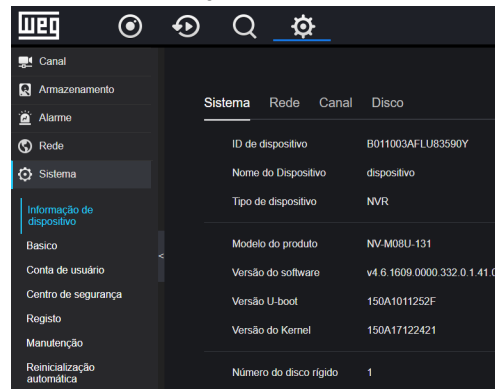 weg
Canal
Armazenamento
Alarme
Rede
Sistema
Informação de
dispositivo
Basico
Conta de usuário
Centro de segurança
Registo
Manutenção
Reinicialização
automática
<
Sistema Rede Canal Disco
ID de dispositivo B011003AFLU83590Y
Nome do Dispositivo dispositivo
Tipo de dispositivo NVR
Modelo do produto NV-M08U-131
Versão do software v4.6.1609.0000.332.0.1.41.0
Versão U-boot 150A1011252F
Versão do Kernel 150A17122421
Número do disco rígido 1